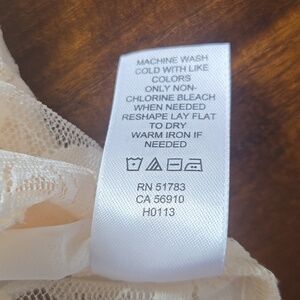 MACHINE WASH
COLD WITH LIKE
COLORS
ONLY NON-
CHLORINE BLEACH
WHEN NEEDED
RESHAPE LAY FLAT
TO DRY
WARM IRON IF
NEEDED
RN 51783
CA 56910
H0113